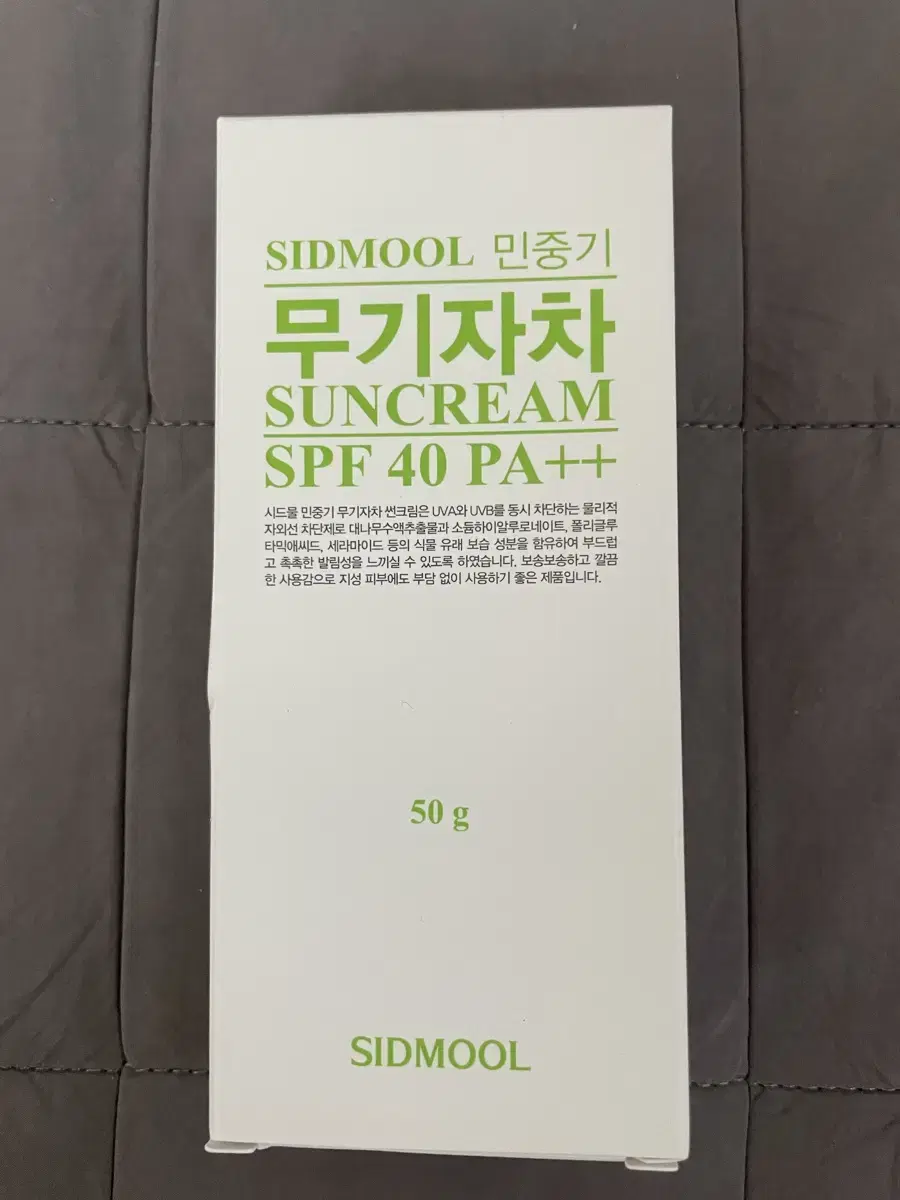 SIDMOOL 민중기
무기자차
SUNCREAM
SPF 40 PA++
시드물 민중기 무기자차 썬크림은 UVA와 UVB를 동시 차단하는 물리적
자외선 차단제로 대나무수액추출물과 소듐하이알루로네이트, 폴리글루
타믹애씨드, 세라마이드 등의 식물 유래 보습 성분을 함유하여 부드럽
고 촉촉한 발림성을 느끼실 수 있도록 하였습니다. 보송보송하고 깔끔
한 사용감으로 지성 피부에도 부담 없이 사용하기 좋은 제품입니다.
50 g
SIDMOOL